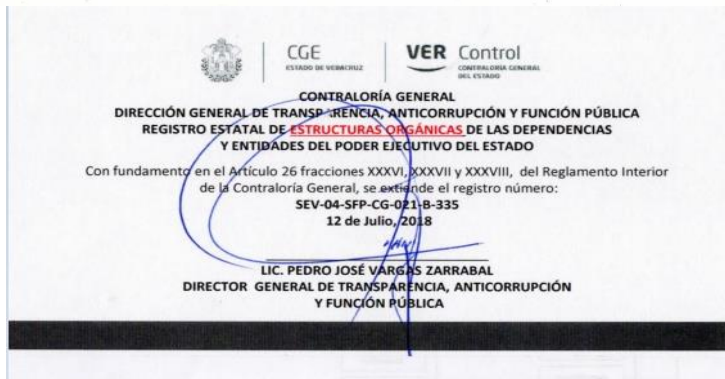 CGE
ESTADO DE VERACRUZ
VER Control
CONTRALORÍA GENERAL
DEL ESTADO
CONTRALORÍA GENERAL
DIRECCIÓN GENERAL DE TRANSPARENCIA, ANTICORRUPCIÓN Y FUNCIÓN PÚBLICA
REGISTRO ESTATAL DE ESTRUCTURAS ORGÁNICAS DE LAS DEPENDENCIAS
Y ENTIDADES DEL PODER EJECUTIVO DEL ESTADO
Con fundamento en el Artículo 26 fracciones XXXVI, XXXVII y XXXVIII, del Reglamento Interior
de la Contraloría General, se extiende el registro número:
SEV-04-SFP-CG-021-B-335
12 de Julio, 2018
LIC. PEDRO JOSÉ VARGAS ZARRABAL
DIRECTOR GENERAL DE TRANSPARENCIA, ANTICORRUPCIÓN
Y FUNCIÓN PÚBLICA